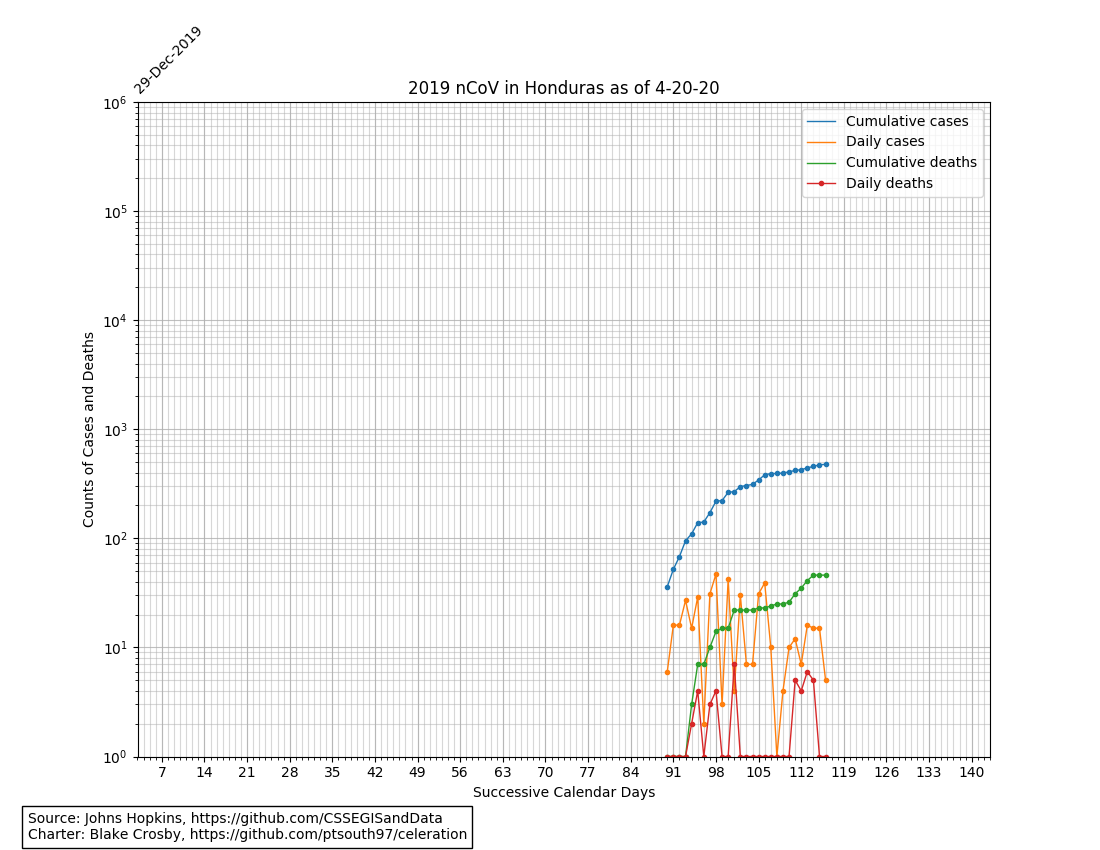 29-Dec-2019
2019 nCoV in Honduras as of 4-20-20
Cumulative cases
Daily cases
Cumulative deaths
Daily deaths
Counts of Cases and Deaths
10^6
10^5
10^4
10^3
10^2
10^1
10^0
7 14 21 28 35 42 49 56 63 70 77 84 91 98 105 112 119 126 133 140
Successive Calendar Days
Source: Johns Hopkins, https://github.com/CSSEGISandData
Charter: Blake Crosby, https://github.com/ptsouth97/celeration